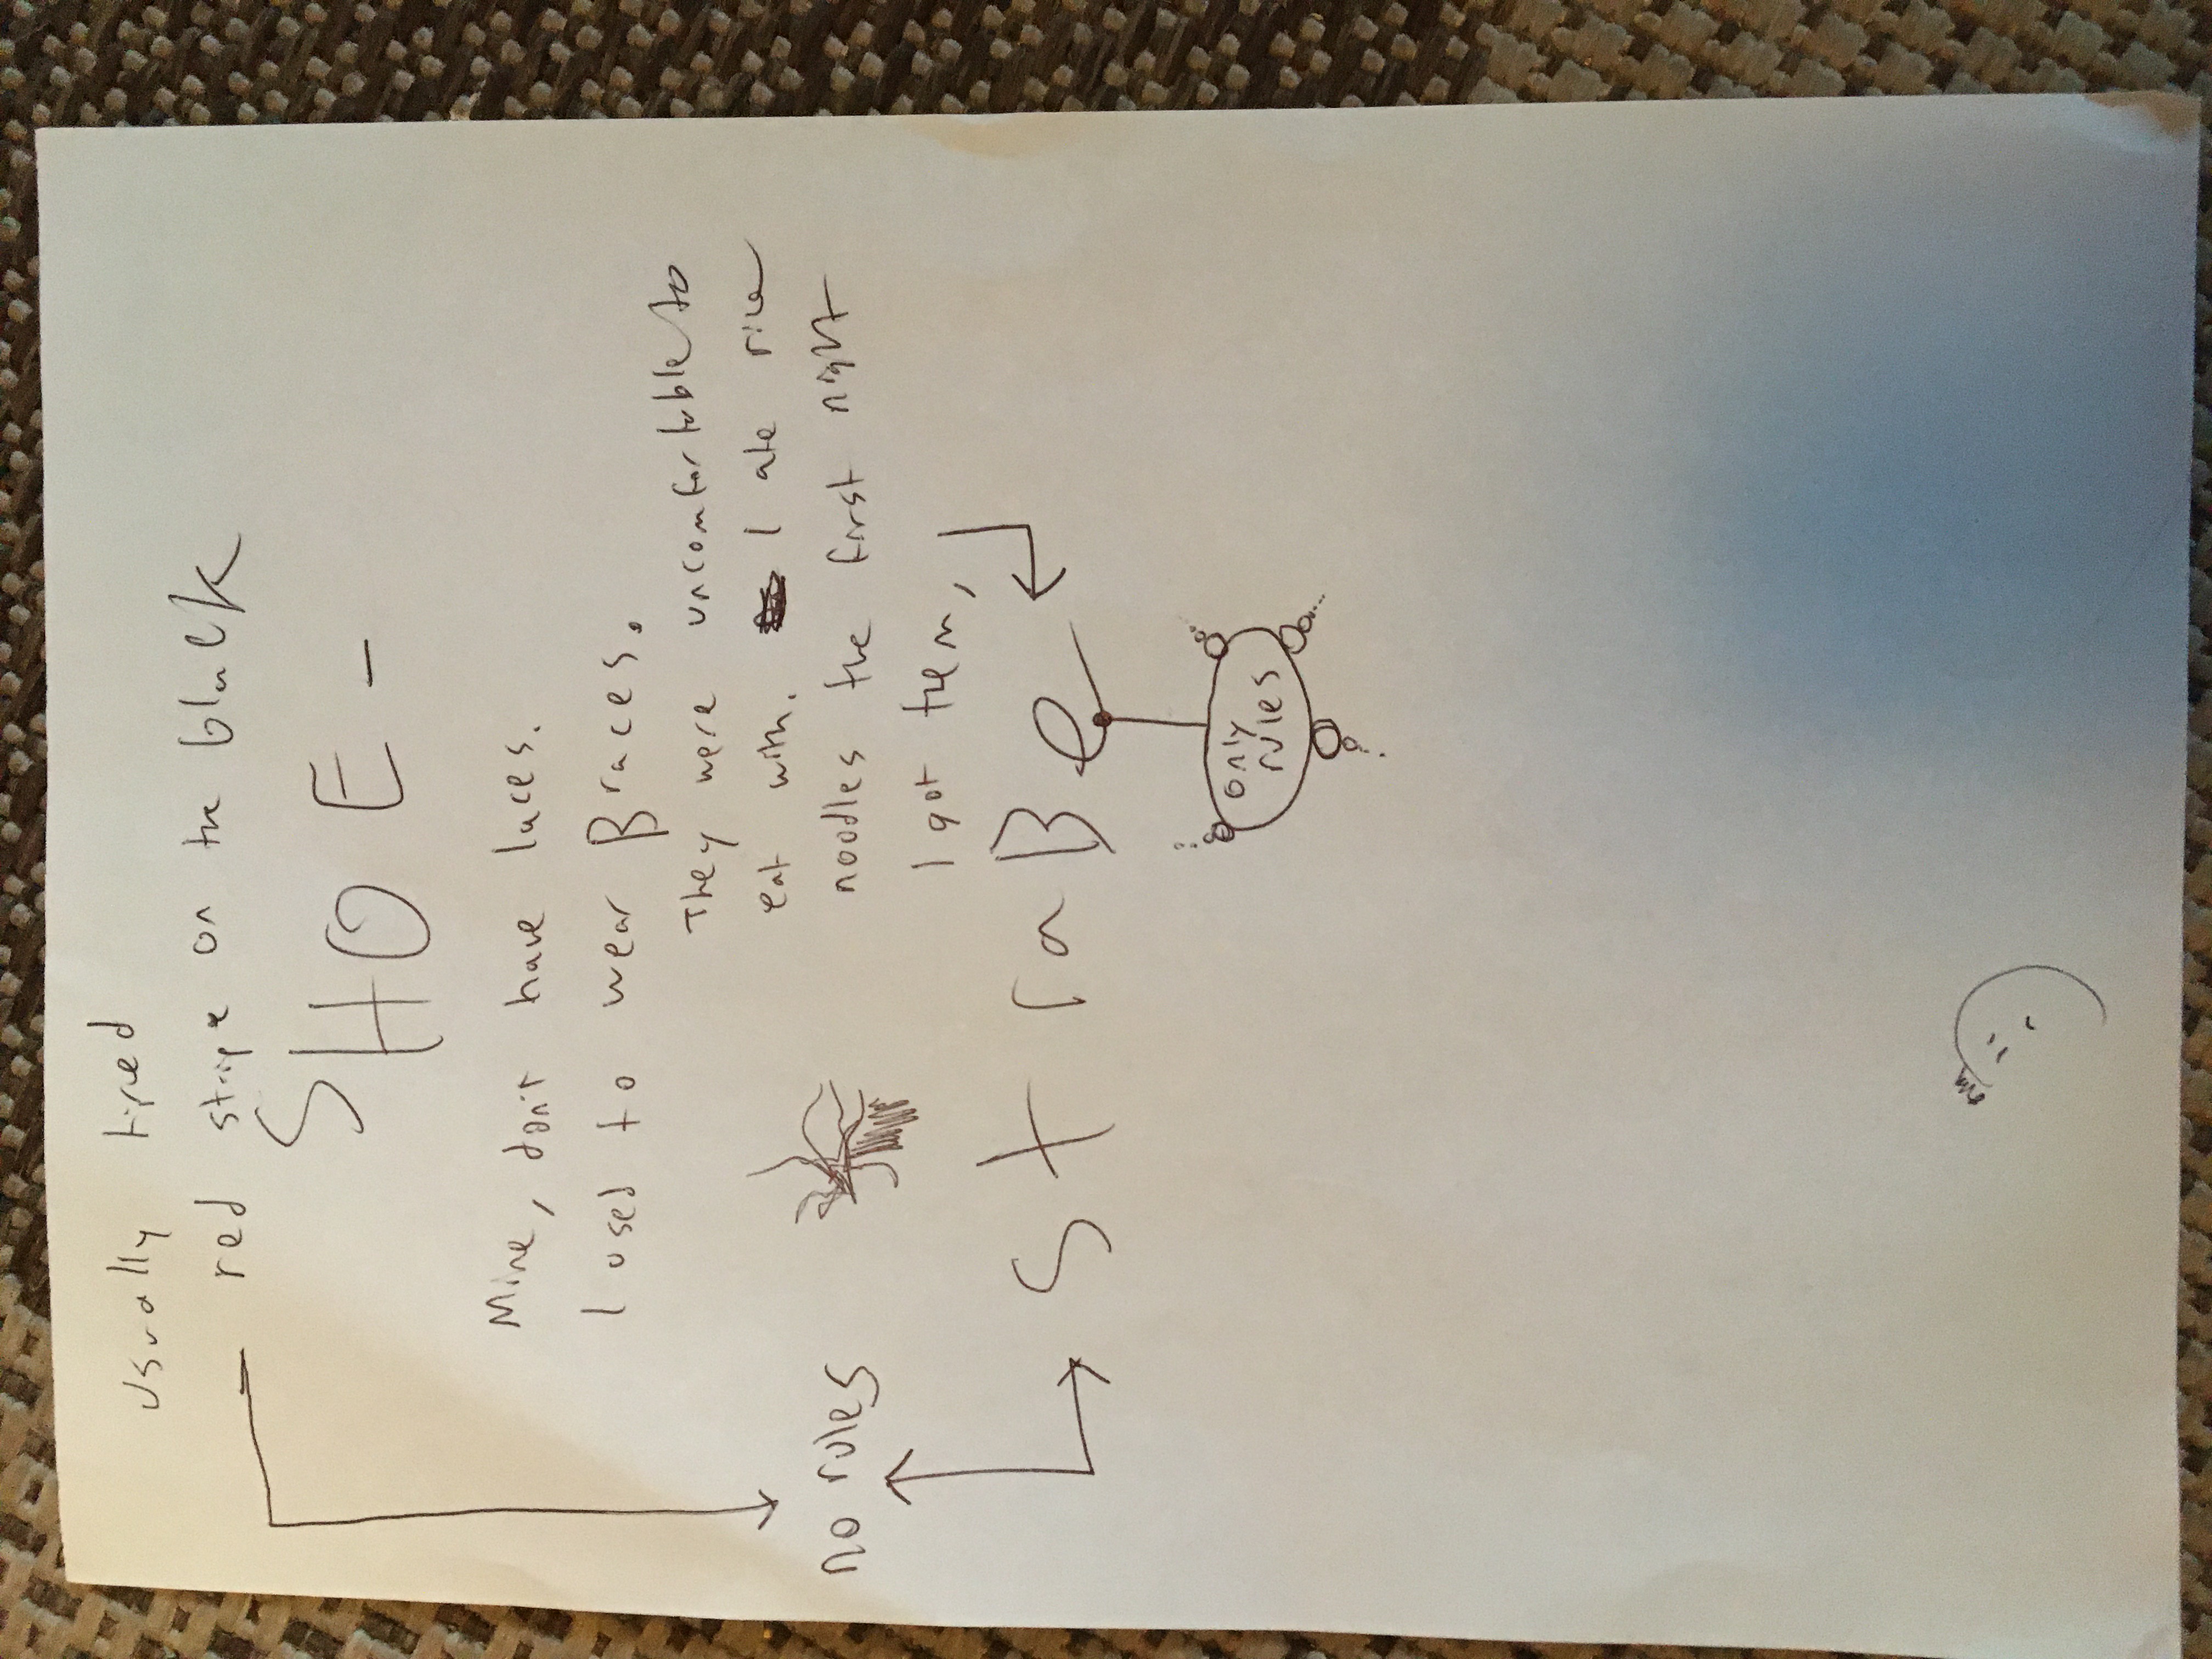 usually tired
red stripe on the black
SHOE -
Mine, don't have laces.
I used to wear Braces.
They were uncomfortable to
eat with. I ate rice
noodles the first night
I got them,
no rules
straBe
only
rules